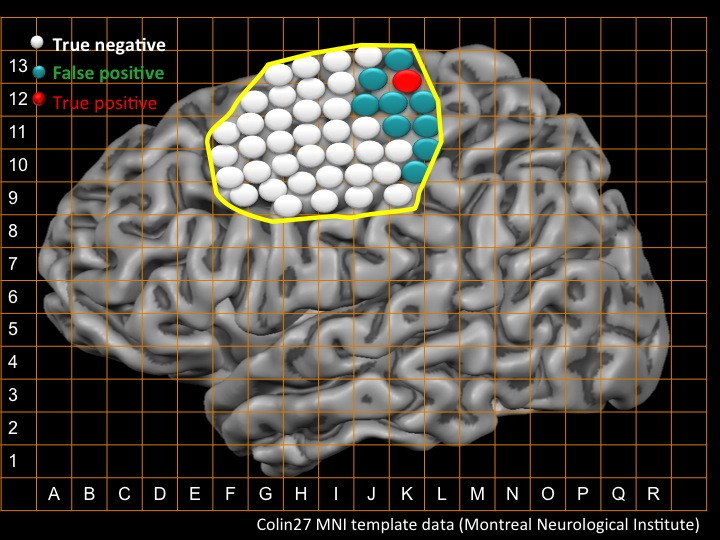 True negative
False positive
True positive
13
12
11
10
9
8
7
6
5
4
3
2
1
A B C D E F G H I J K L M N O P Q R
Colin27 MNI template data (Montreal Neurological Institute)